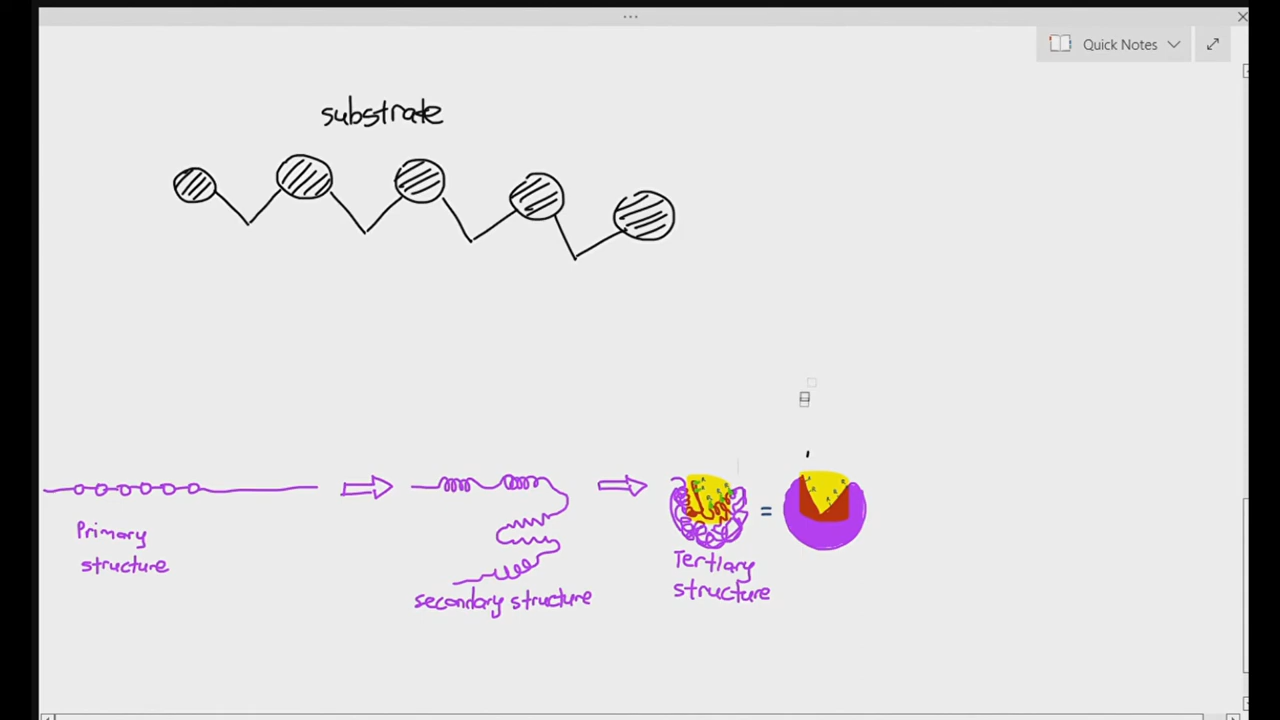 Quick Notes
substrate
Primary
structure
secondary structure
Tertiary
structure
=